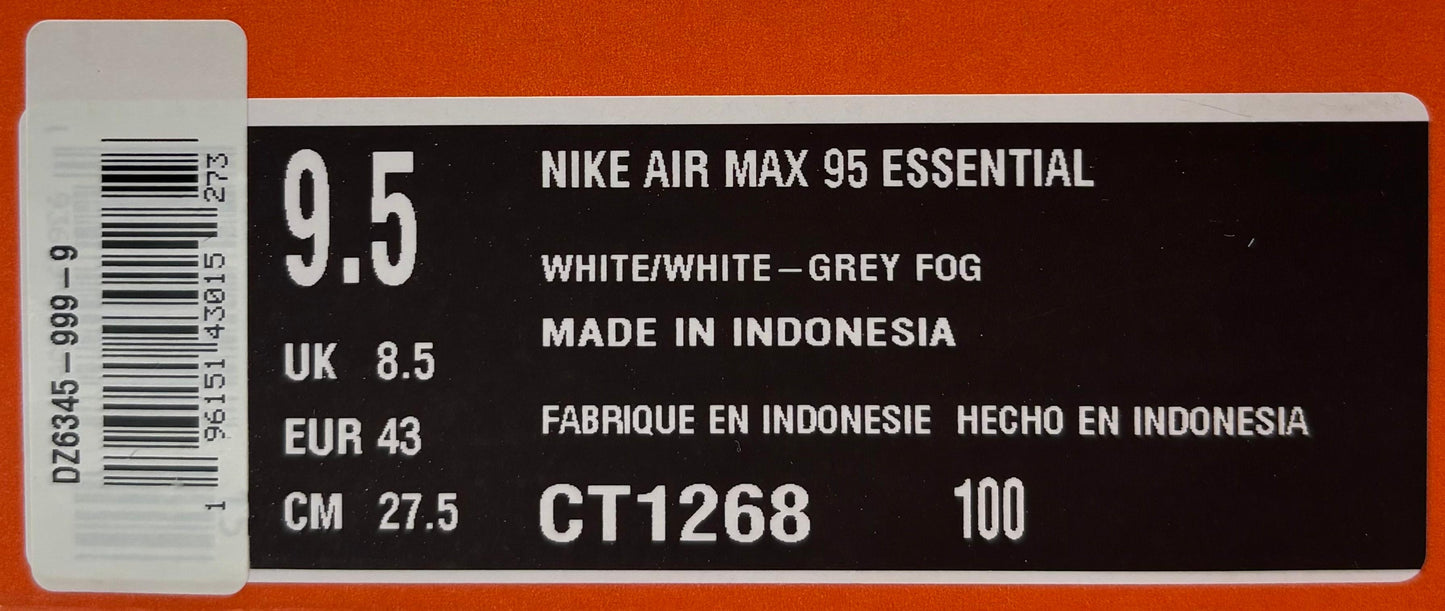 DZ6345-999-9
1 96151 43015 273
9.5
UK 8.5
EUR 43
CM 27.5
NIKE AIR MAX 95 ESSENTIAL
WHITE/WHITE-GREY FOG
MADE IN INDONESIA
FABRIQUE EN INDONESIE HECHO EN INDONESIA
CT1268 100